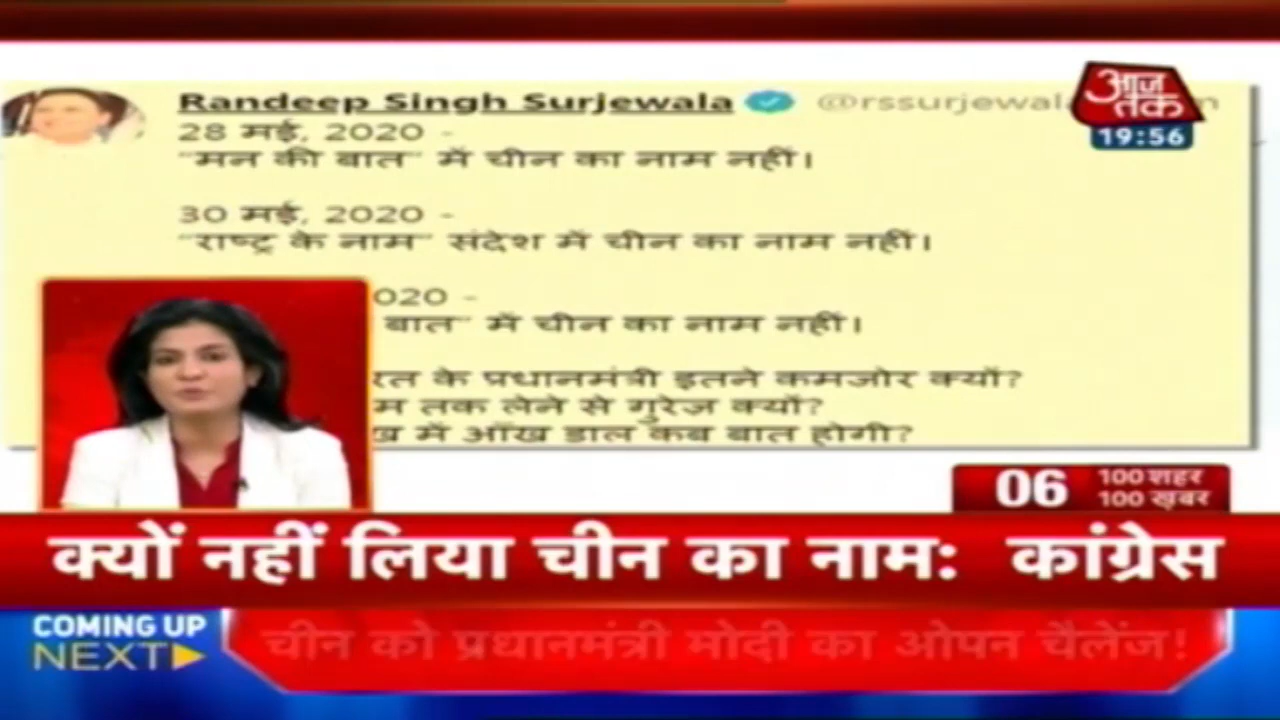 Randeep Singh Surjewala @rssurjewala
आज तक
19:56
28 मई, 2020 -
"मन की बात" में चीन का नाम नहीं।
30 मई, 2020 -
"राष्ट्र के नाम" संदेश में चीन का नाम नहीं।
020 -
बात" में चीन का नाम नहीं।
रत के प्रधानमंत्री इतने कमजोर क्यों?
म तक लेने से गुरेज़ क्यों?
ख में आँख डाल कब बात होगी?
06 100 शहर
100 ख़बर
क्यों नहीं लिया चीन का नाम: कांग्रेस
COMING UP
NEXT
चीन को प्रधानमंत्री मोदी का ओपन चैलेंज!